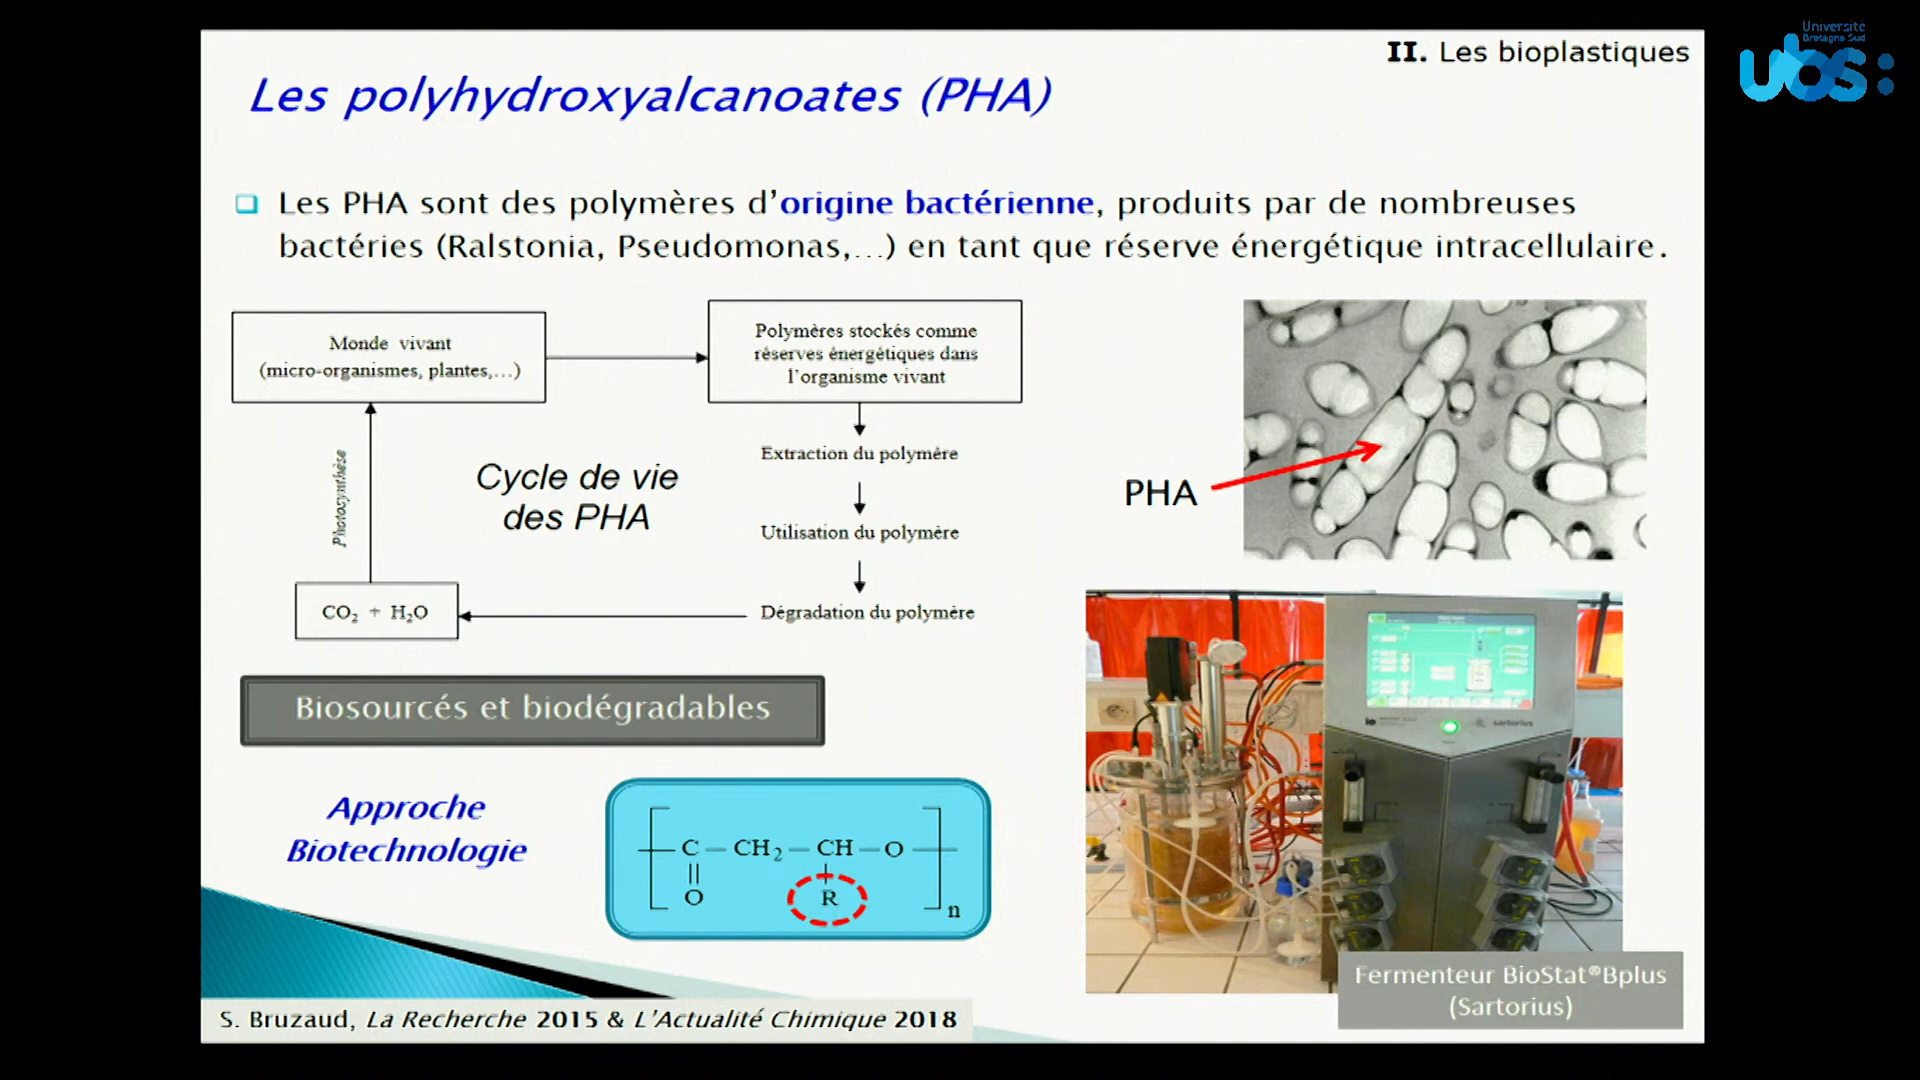 II. Les bioplastiques
Université
Bretagne Sud
ubs:
Les polyhydroxyalcanoates (PHA)
Les PHA sont des polymères d'origine bactérienne, produits par de nombreuses
bactéries (Ralstonia, Pseudomonas,...) en tant que réserve énergétique intracellulaire.
Monde vivant
(micro-organismes, plantes,...)
Polymères stockés comme
réserves énergétiques dans
l'organisme vivant
Extraction du polymère
Utilisation du polymère
Dégradation du polymère
CO₂ + H₂O
Photosynthèse
Cycle de vie
des PHA
PHA
Biosourcés et biodégradables
Approche
Biotechnologie
C — CH₂ — CH — O
O R
n
sartorius
Fermenteur BioStat®Bplus
(Sartorius)
S. Bruzaud, La Recherche 2015 & L'Actualité Chimique 2018